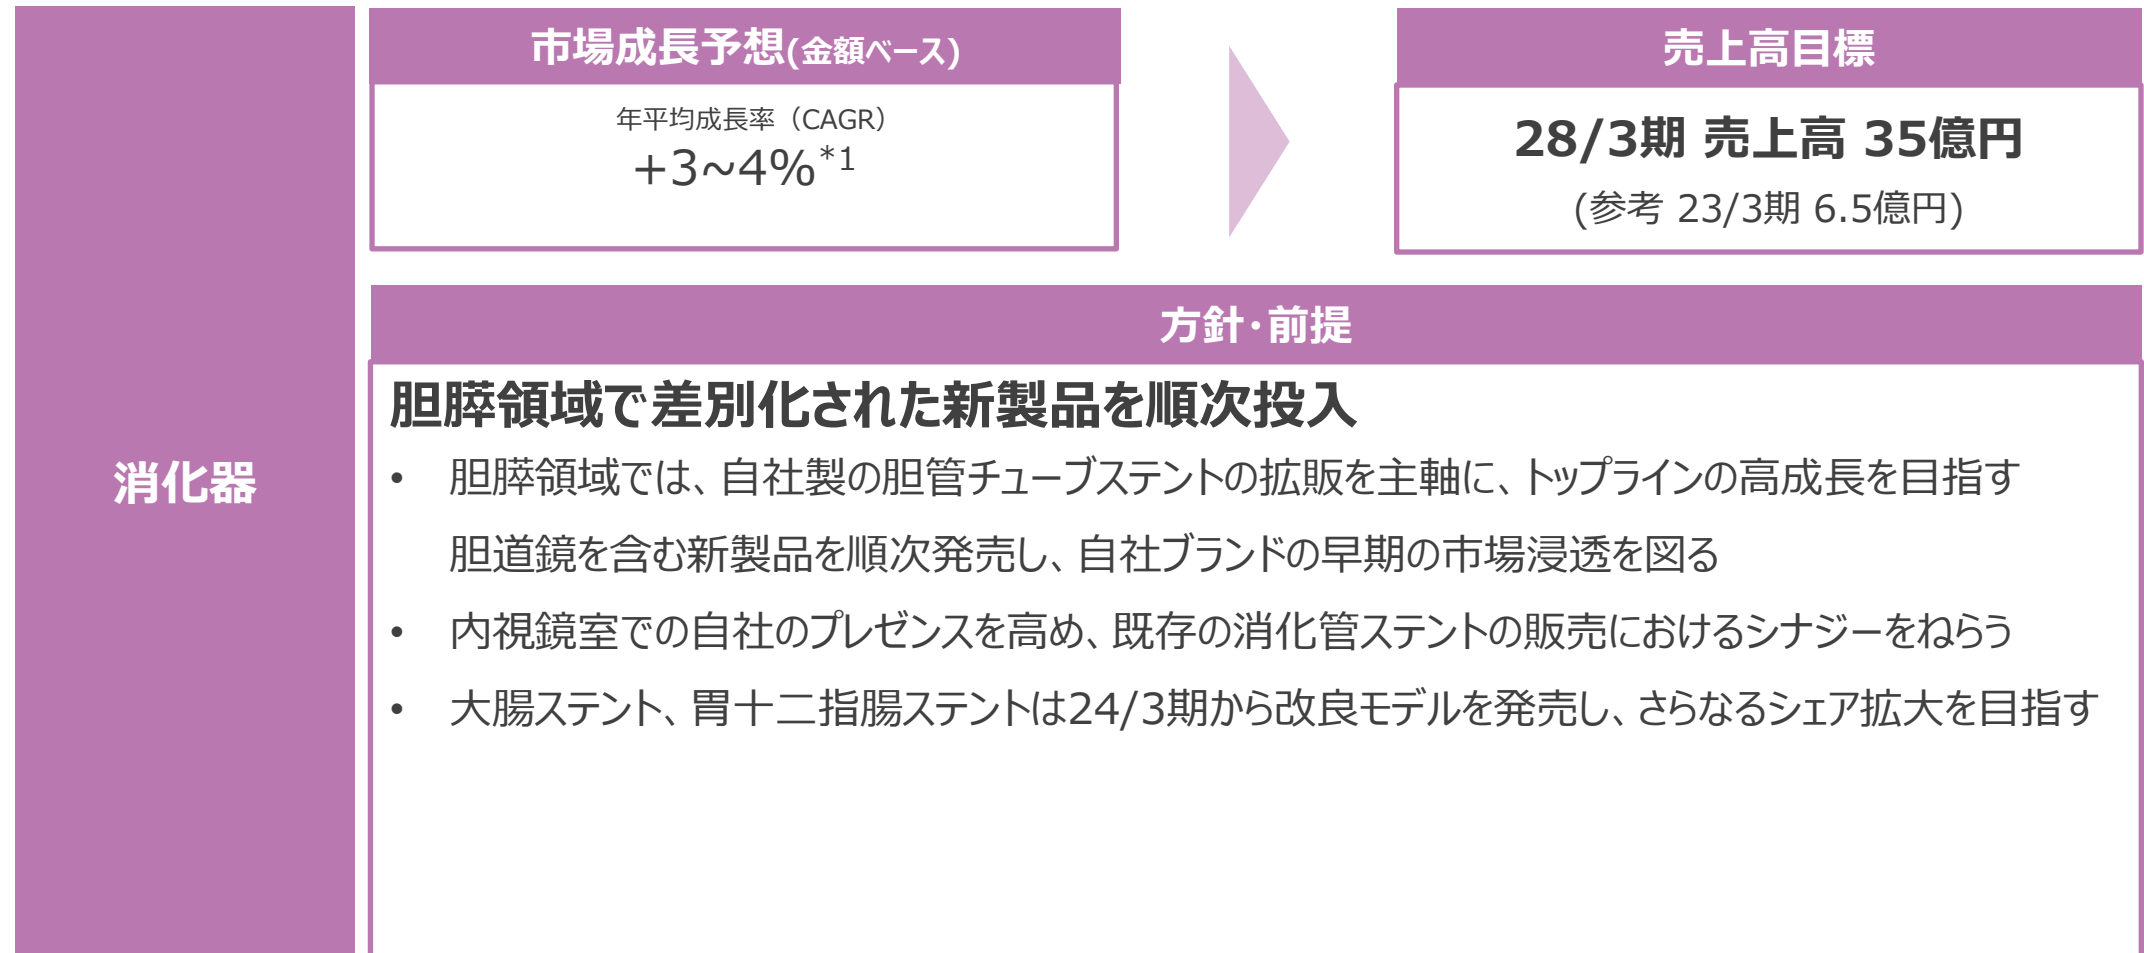 消化器
市場成長予想(金額ベース)
年平均成長率（CAGR）
+3~4%*1
売上高目標
28/3期 売上高 35億円
(参考 23/3期 6.5億円)
方針・前提
胆膵領域で差別化された新製品を順次投入
• 胆膵領域では、自社製の胆管チューブステントの拡販を主軸に、トップラインの高成長を目指す
胆道鏡を含む新製品を順次発売し、自社ブランドの早期の市場浸透を図る
• 内視鏡室での自社のプレゼンスを高め、既存の消化管ステントの販売におけるシナジーをねらう
• 大腸ステント、胃十二指腸ステントは24/3期から改良モデルを発売し、さらなるシェア拡大を目指す